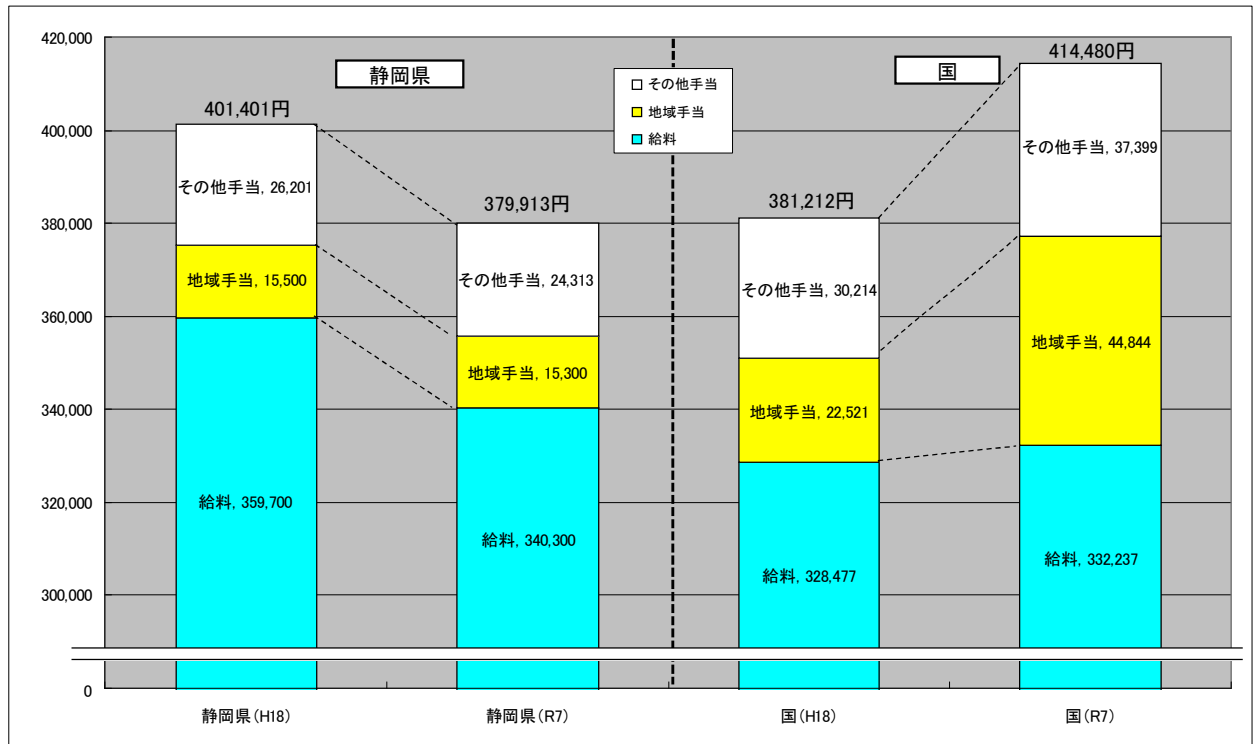 420,000
400,000
380,000
360,000
340,000
320,000
300,000
0
静岡県
国
その他手当
地域手当
給料
401,401円
その他手当, 26,201
地域手当, 15,500
給料, 359,700
379,913円
その他手当, 24,313
地域手当, 15,300
給料, 340,300
381,212円
その他手当, 30,214
地域手当, 22,521
給料, 328,477
414,480円
その他手当, 37,399
地域手当, 44,844
給料, 332,237
静岡県(H18)
静岡県(R7)
国(H18)
国(R7)